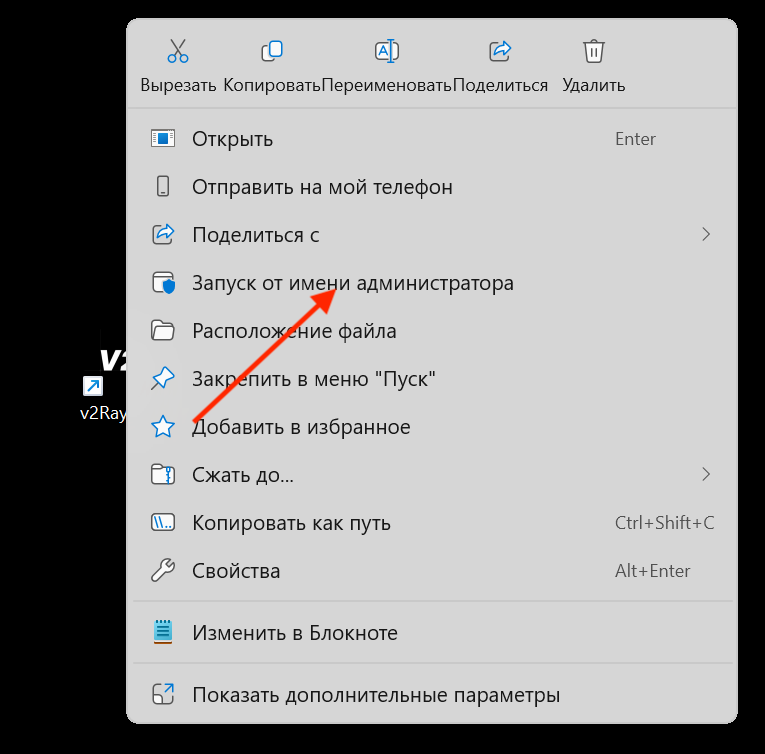 Вырезать Копировать Переименовать Поделиться Удалить
Открыть Enter
Отправить на мой телефон
Поделиться с
Запуск от имени администратора
Расположение файла
v2
Закрепить в меню "Пуск"
v2Ray
Добавить в избранное
Сжать до...
Копировать как путь Ctrl+Shift+C
Свойства Alt+Enter
Изменить в Блокноте
Показать дополнительные параметры